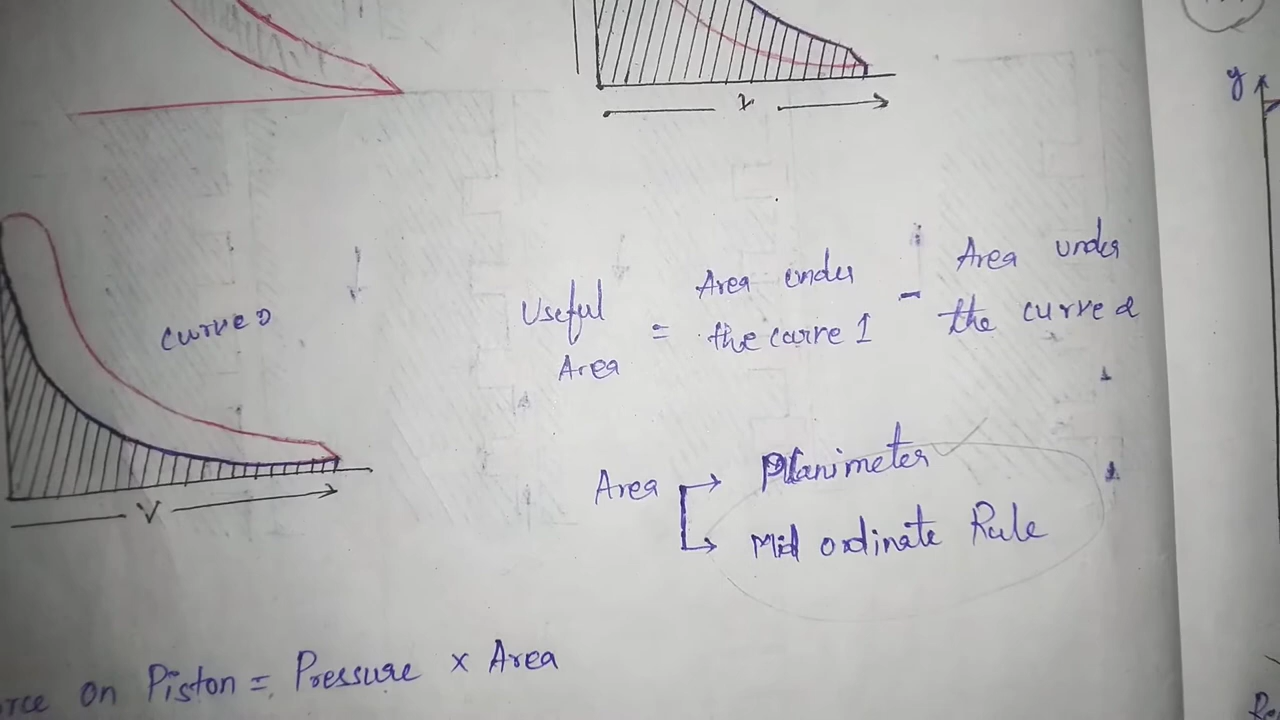 x
y
curve 2
Useful Area = Area under the curve 1 - Area under the curve 2
V
Area → Planimeter
→ Mid ordinate Rule
on Piston = Pressure x Area